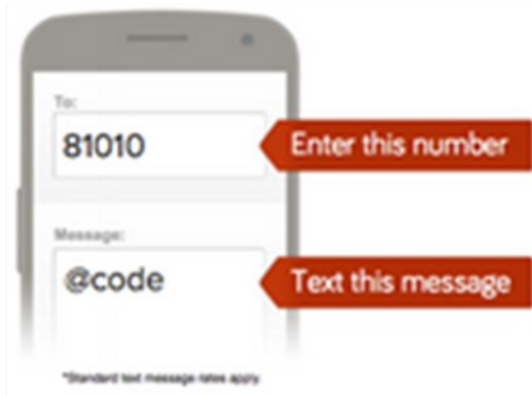 To:
81010
Enter this number
Message:
@code
Text this message
*Standard text message rates apply.